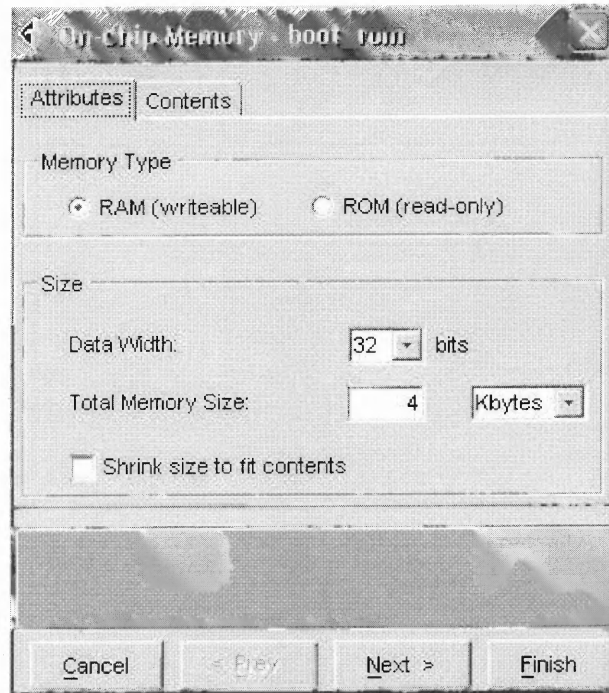 On-chip Memory - boot_rom
Attributes Contents
Memory Type
RAM (writeable) ROM (read-only)
Size
Data Width: 32 bits
Total Memory Size: 4 Kbytes
Shrink size to fit contents
Cancel < Prev Next > Finish